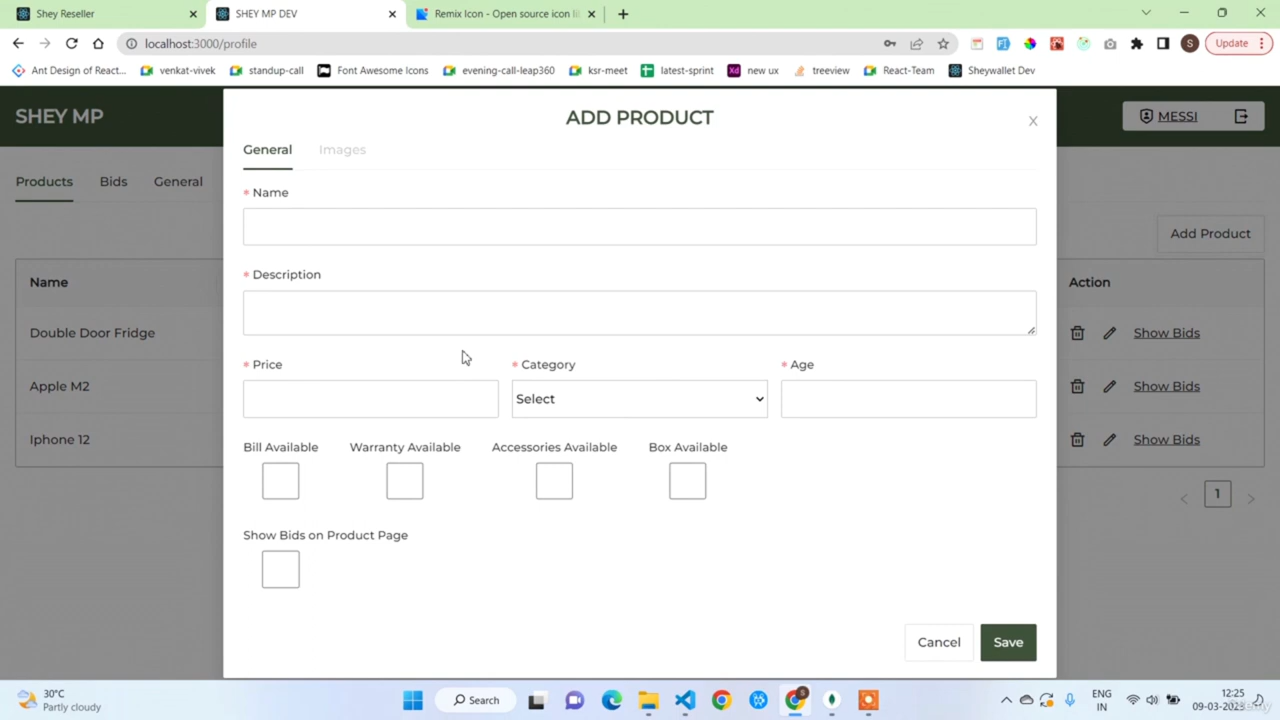 Shey Reseller
SHEY MP DEV
Remix Icon - Open source icon li
localhost:3000/profile
S
Update
Ant Design of React...
venkat-vivek
standup-call
Font Awesome Icons
evening-call-leap360
ksr-meet
latest-sprint
Xd
new ux
treeview
React-Team
Sheywallet Dev
SHEY MP
MESSI
ADD PRODUCT
X
General
Images
Products
Bids
General
* Name
Add Product
* Description
Name
Action
Double Door Fridge
Show Bids
* Price
* Category
* Age
Apple M2
Select
Show Bids
Iphone 12
Show Bids
Bill Available
Warranty Available
Accessories Available
Box Available
1
Show Bids on Product Page
Cancel
Save
30°C
Partly cloudy
Search
ENG
IN
12:25